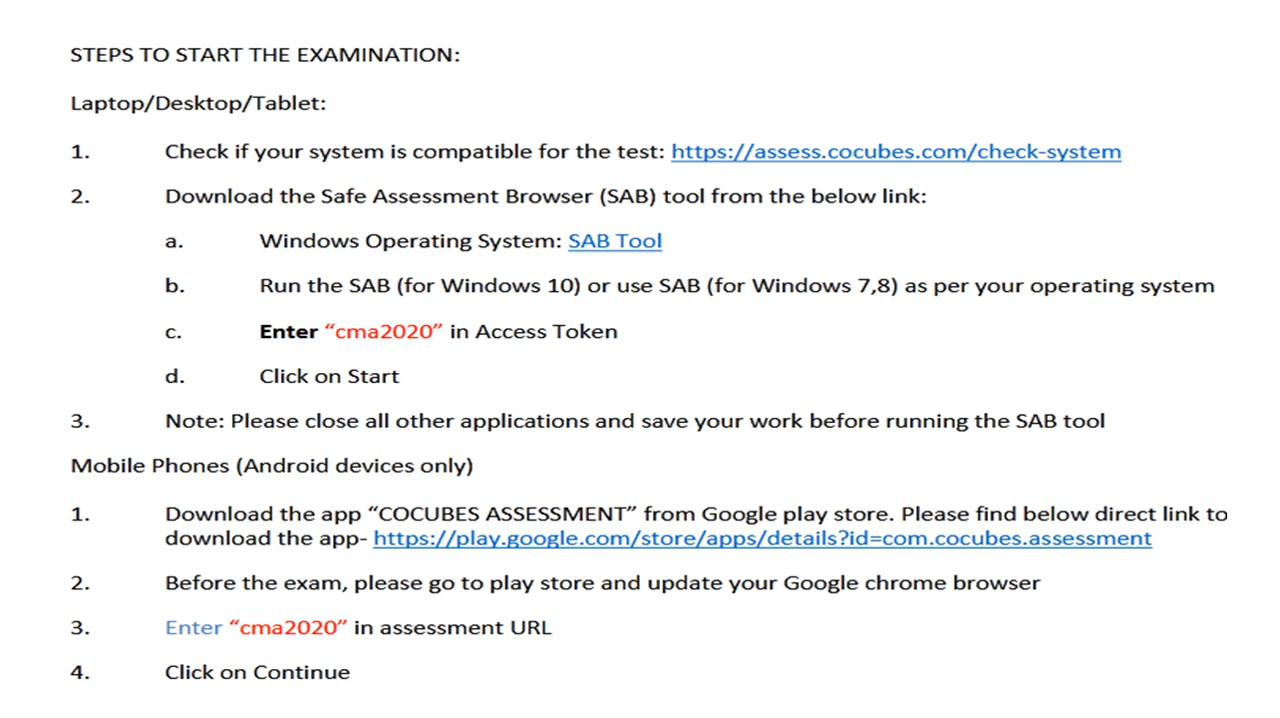 STEPS TO START THE EXAMINATION:
Laptop/Desktop/Tablet:
1. Check if your system is compatible for the test: https://assess.cocubes.com/check-system
2. Download the Safe Assessment Browser (SAB) tool from the below link:
a. Windows Operating System: SAB Tool
b. Run the SAB (for Windows 10) or use SAB (for Windows 7,8) as per your operating system
c. Enter “cma2020” in Access Token
d. Click on Start
3. Note: Please close all other applications and save your work before running the SAB tool
Mobile Phones (Android devices only)
1. Download the app “COCUBES ASSESSMENT” from Google play store. Please find below direct link to
download the app- https://play.google.com/store/apps/details?id=com.cocubes.assessment
2. Before the exam, please go to play store and update your Google chrome browser
3. Enter “cma2020” in assessment URL
4. Click on Continue